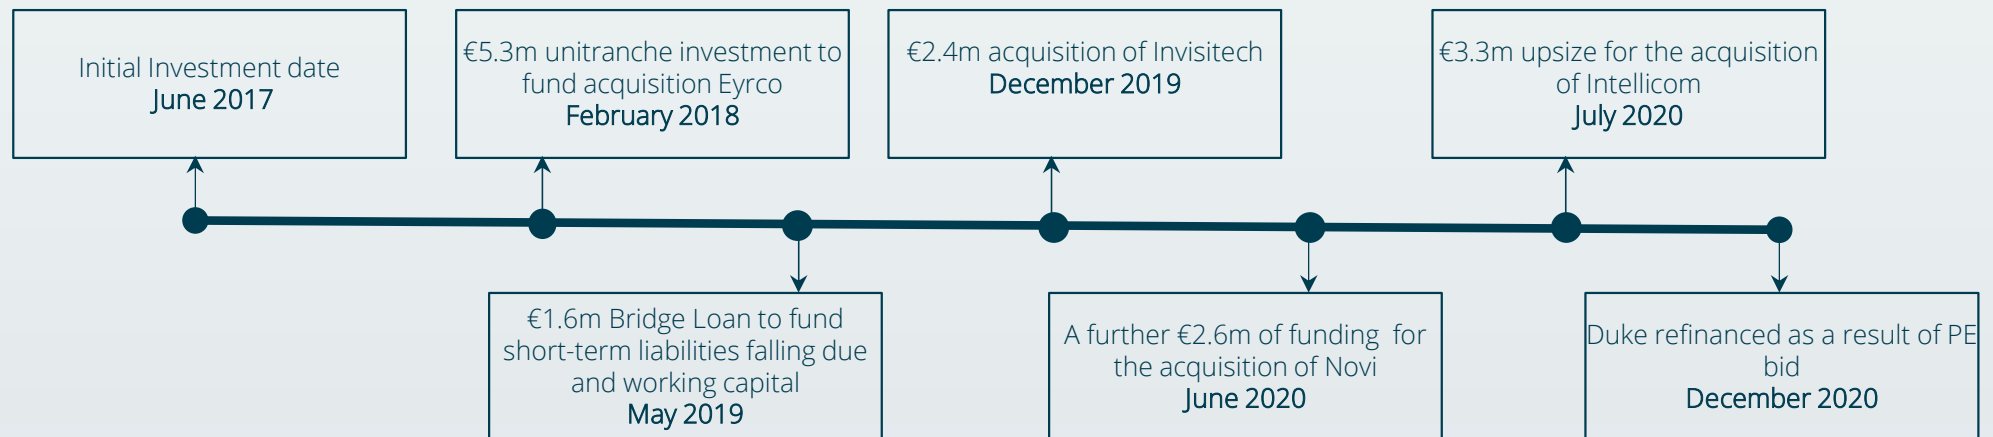 Initial Investment date
June 2017
€5.3m unitranche investment to
fund acquisition Eyrco
February 2018
€2.4m acquisition of Invisitech
December 2019
€3.3m upsize for the acquisition
of Intellicom
July 2020
€1.6m Bridge Loan to fund
short-term liabilities falling due
and working capital
May 2019
A further €2.6m of funding  for
the acquisition of Novi
June 2020
Duke refinanced as a result of PE
bid
December 2020